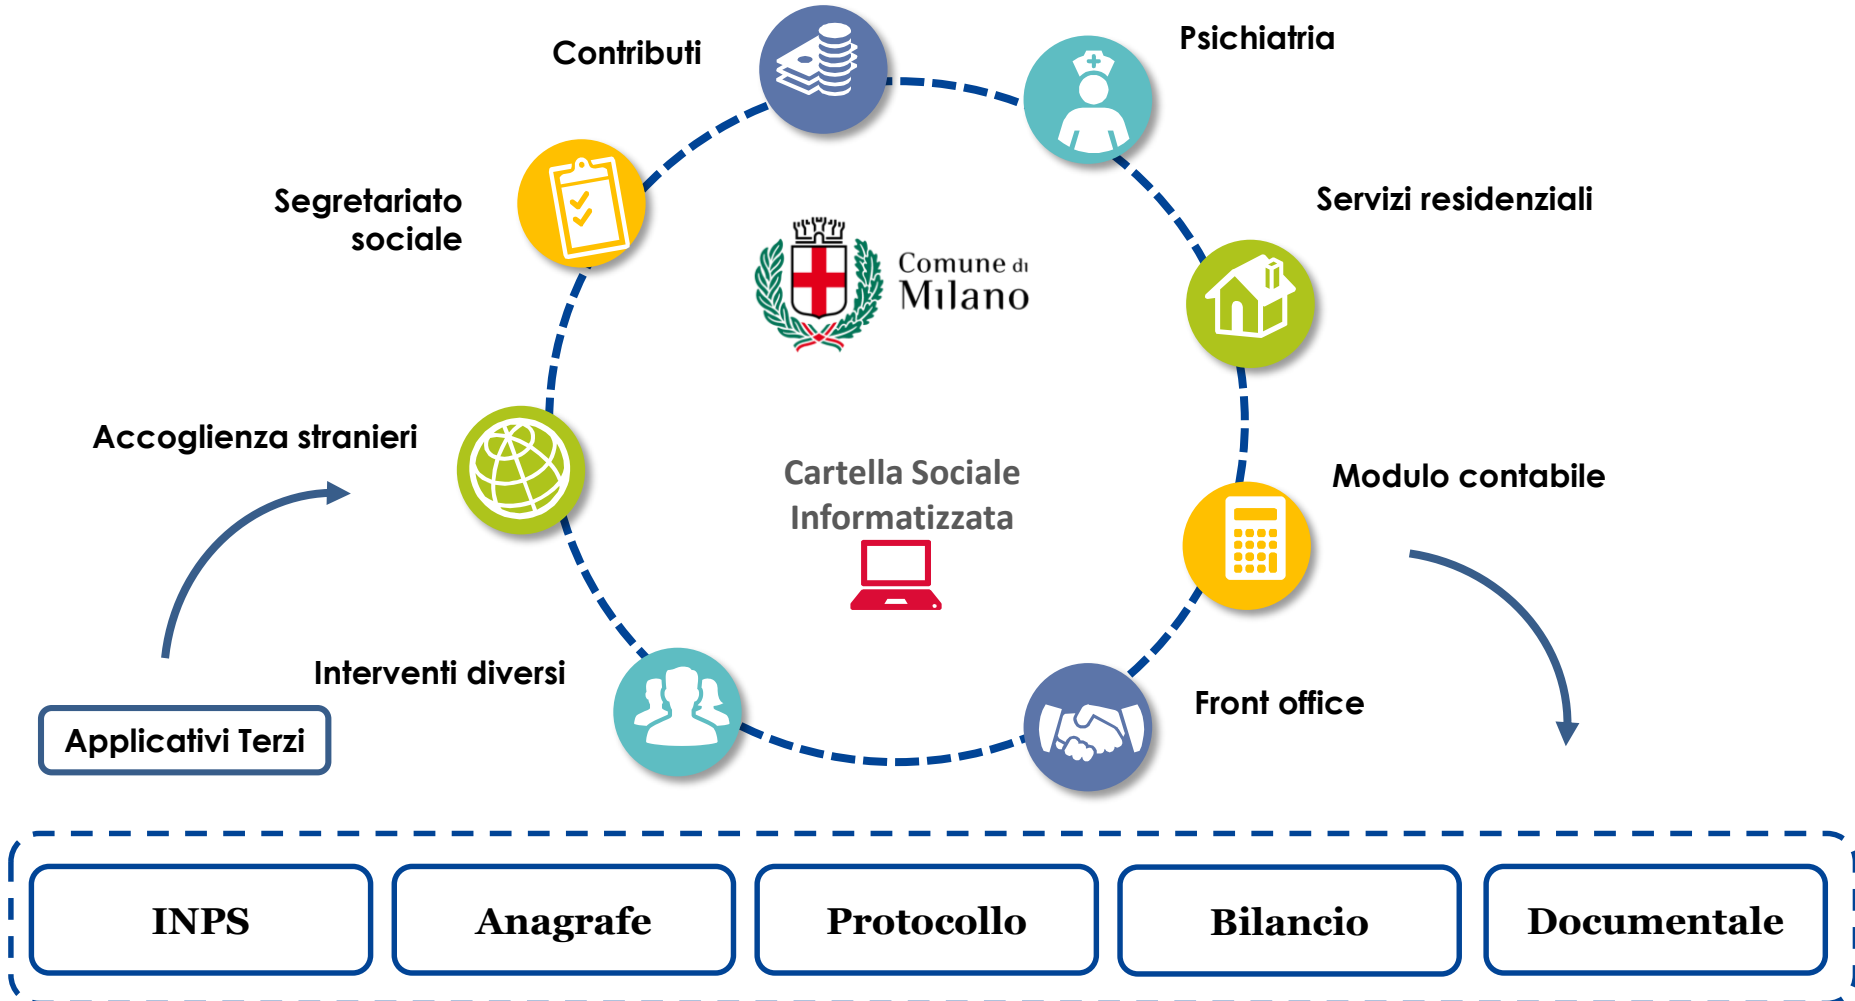 Contributi
Psichiatria
Segretariato
sociale
Servizi residenziali
Comune di
Milano
Accoglienza stranieri
Cartella Sociale
Informatizzata
Modulo contabile
Interventi diversi
Front office
Applicativi Terzi
INPS
Anagrafe
Protocollo
Bilancio
Documentale